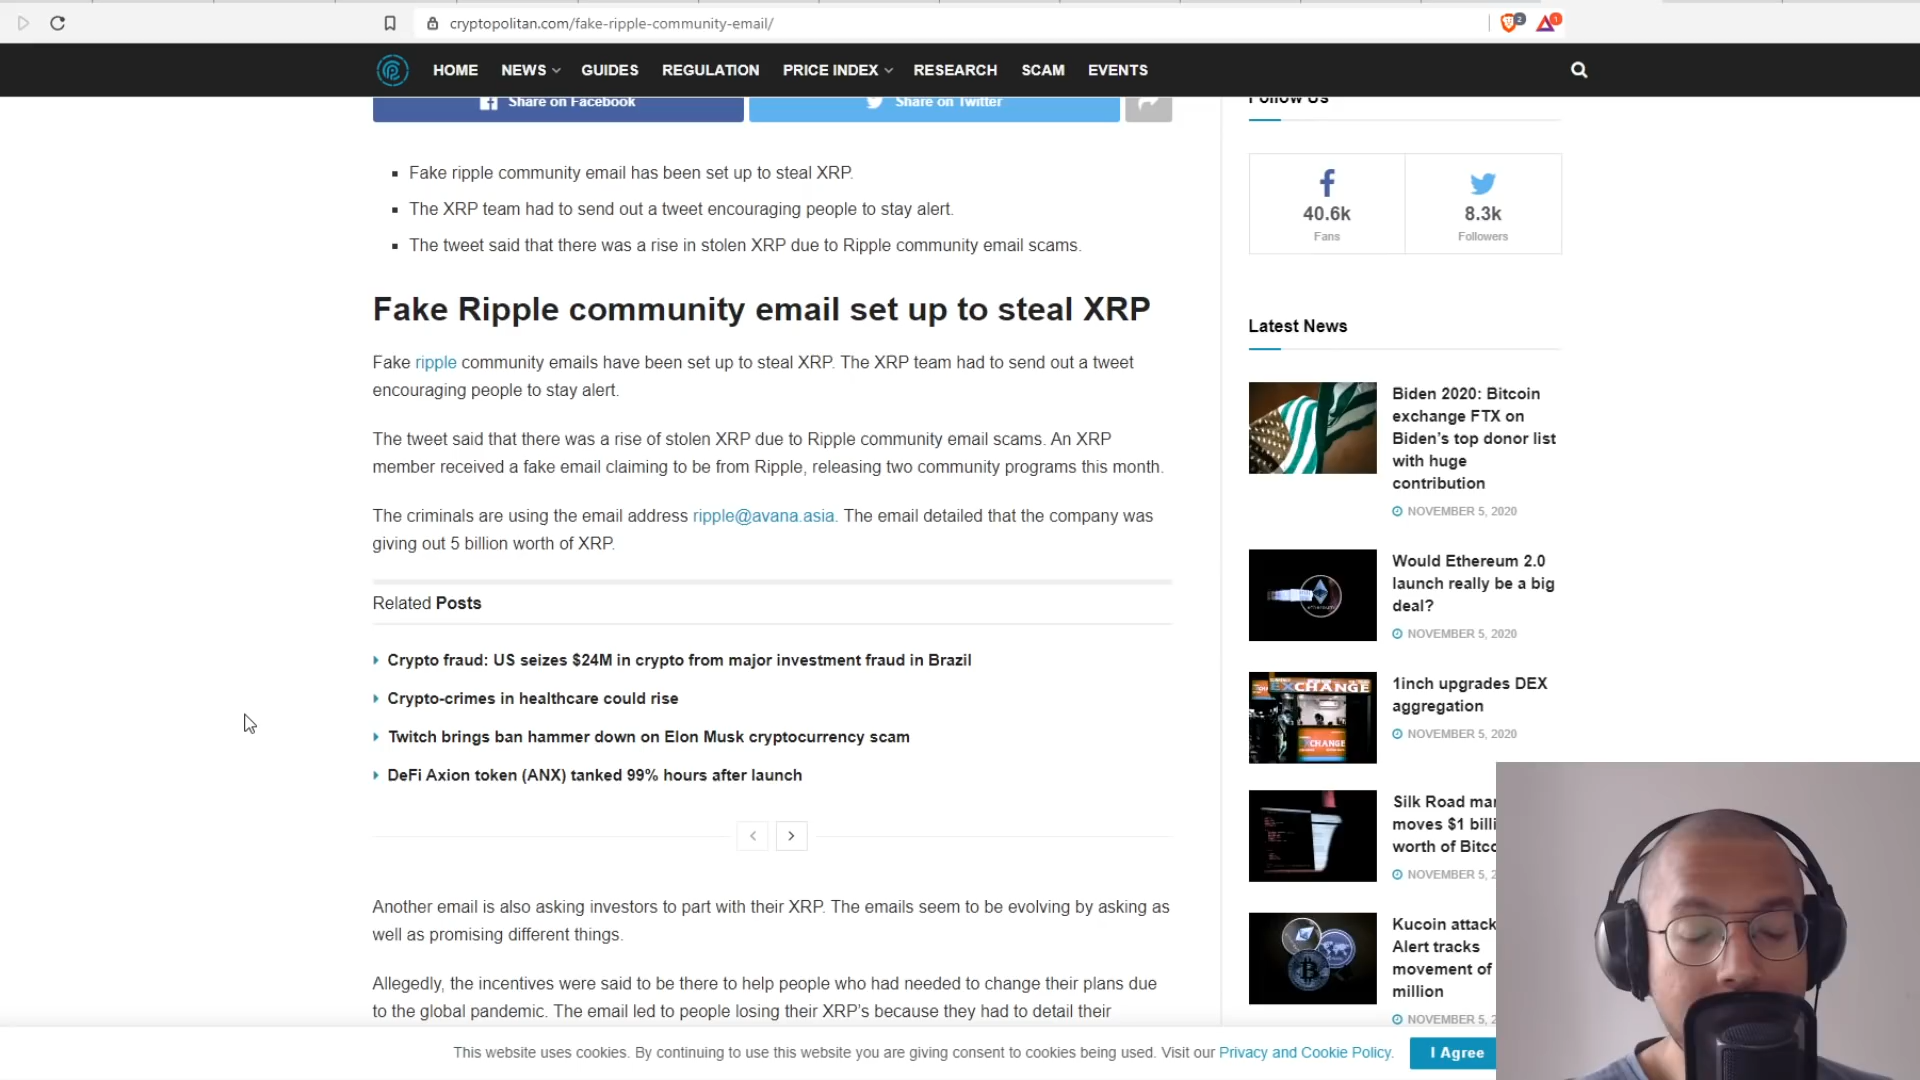 cryptopolitan.com/fake-ripple-community-email/
2
1
HOME NEWS GUIDES REGULATION PRICE INDEX RESEARCH SCAM EVENTS
Share on Facebook
Share on Twitter
Follow Us
Fake ripple community email has been set up to steal XRP.
The XRP team had to send out a tweet encouraging people to stay alert.
The tweet said that there was a rise in stolen XRP due to Ripple community email scams.
40.6k
Fans
8.3k
Followers
Fake Ripple community email set up to steal XRP
Fake ripple community emails have been set up to steal XRP. The XRP team had to send out a tweet
encouraging people to stay alert.
The tweet said that there was a rise of stolen XRP due to Ripple community email scams. An XRP
member received a fake email claiming to be from Ripple, releasing two community programs this month.
The criminals are using the email address ripple@avana.asia. The email detailed that the company was
giving out 5 billion worth of XRP.
Related Posts
Crypto fraud: US seizes $24M in crypto from major investment fraud in Brazil
Crypto-crimes in healthcare could rise
Twitch brings ban hammer down on Elon Musk cryptocurrency scam
DeFi Axion token (ANX) tanked 99% hours after launch
Another email is also asking investors to part with their XRP. The emails seem to be evolving by asking as
well as promising different things.
Allegedly, the incentives were said to be there to help people who had needed to change their plans due
to the global pandemic. The email led to people losing their XRP's because they had to detail their
Latest News
Biden 2020: Bitcoin
exchange FTX on
Biden's top donor list
with huge
contribution
NOVEMBER 5, 2020
Would Ethereum 2.0
launch really be a big
deal?
NOVEMBER 5, 2020
EXCHANGE
XCHANGE
1inch upgrades DEX
aggregation
NOVEMBER 5, 2020
Silk Road mar
moves $1 billi
worth of Bitco
NOVEMBER 5, 2
Kucoin attack
Alert tracks
movement of
million
NOVEMBER 5, 2
This website uses cookies. By continuing to use this website you are giving consent to cookies being used. Visit our Privacy and Cookie Policy.
I Agree